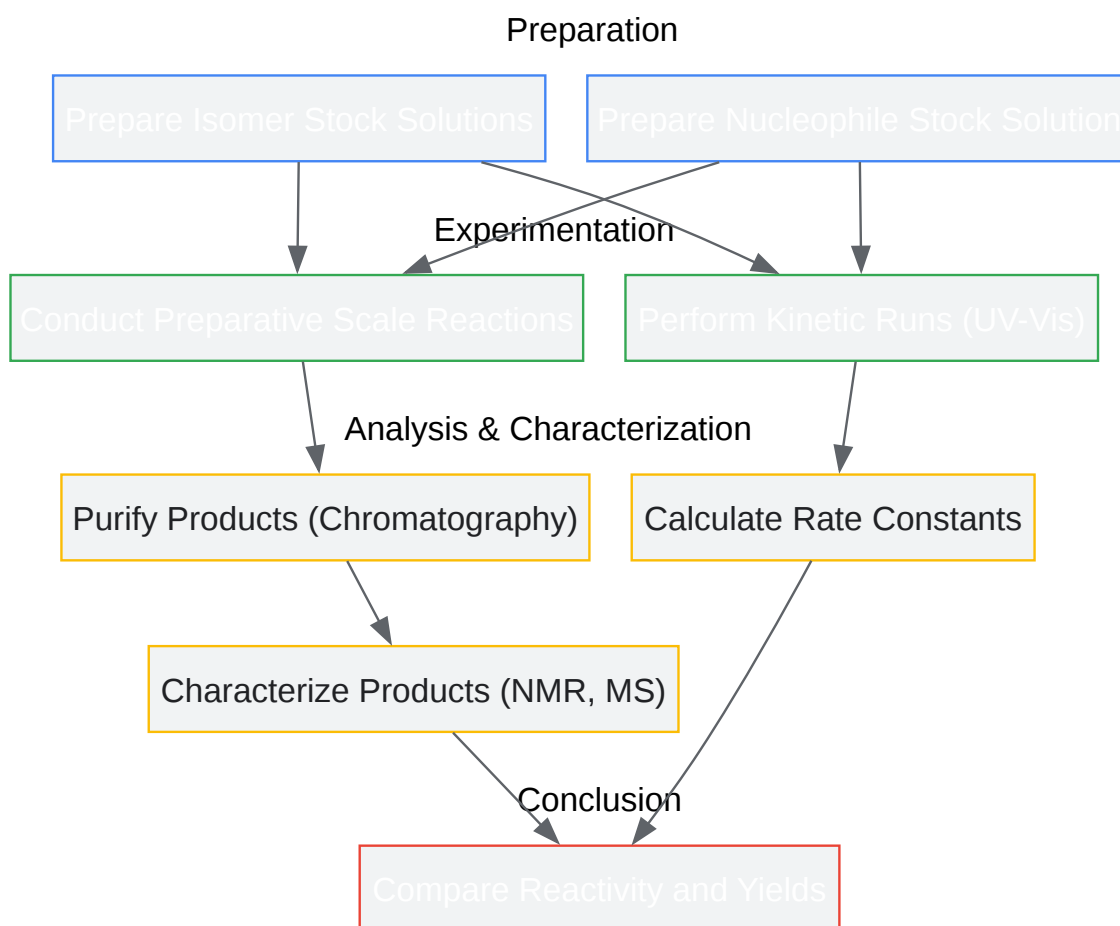 Preparation
Prepare Isomer Stock Solutions
Prepare Nucleophile Stock Solution
Experimentation
Conduct Preparative Scale Reactions
Perform Kinetic Runs (UV-Vis)
Analysis & Characterization
Purify Products (Chromatography)
Calculate Rate Constants
Characterize Products (NMR, MS)
Conclusion
Compare Reactivity and Yields